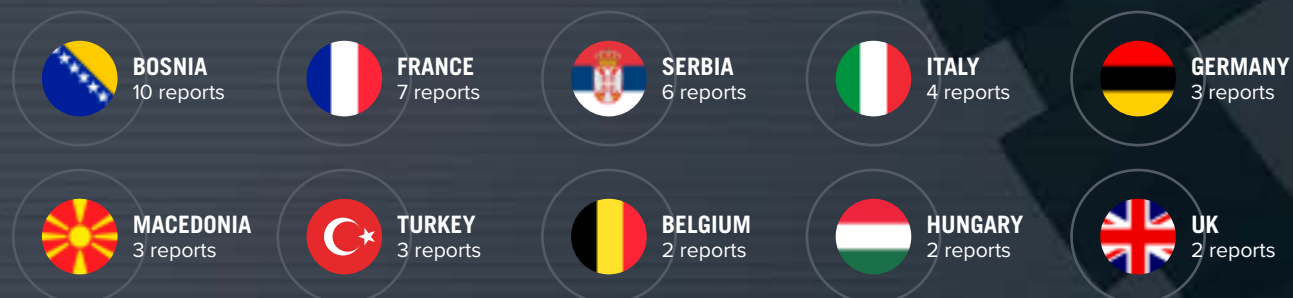 BOSNIA
10 reports
FRANCE
7 reports
SERBIA
6 reports
ITALY
4 reports
GERMANY
3 reports
MACEDONIA
3 reports
TURKEY
3 reports
BELGIUM
2 reports
HUNGARY
2 reports
UK
2 reports